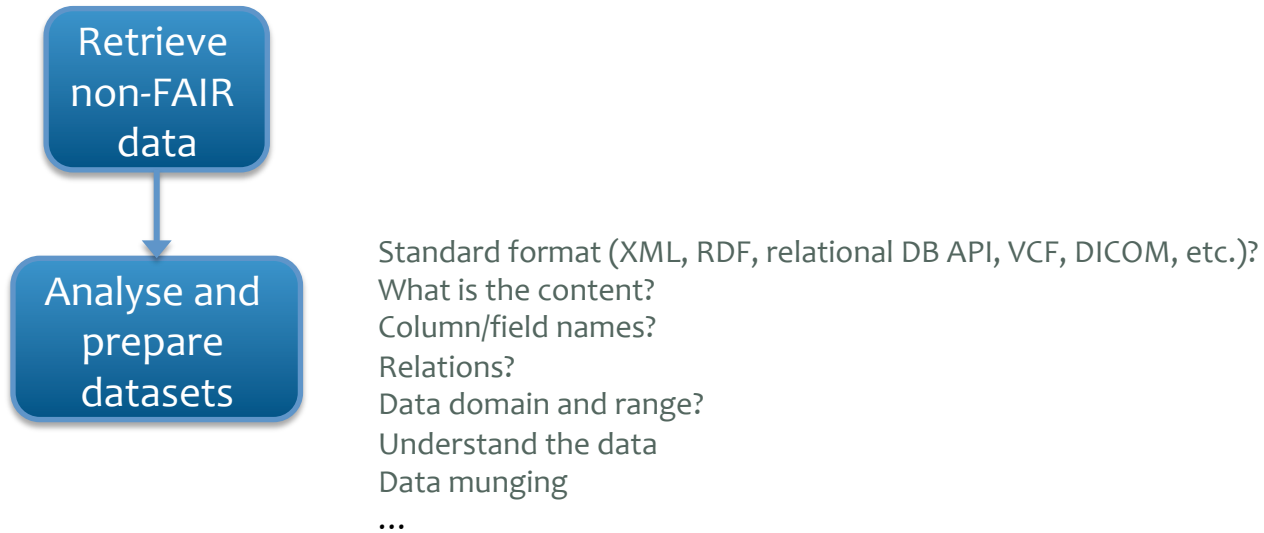 Retrieve
non-FAIR
data
Analyse and
prepare
datasets
Standard format (XML, RDF, relational DB API, VCF, DICOM, etc.)?
What is the content?
Column/field names?
Relations?
Data domain and range?
Understand the data
Data munging
…